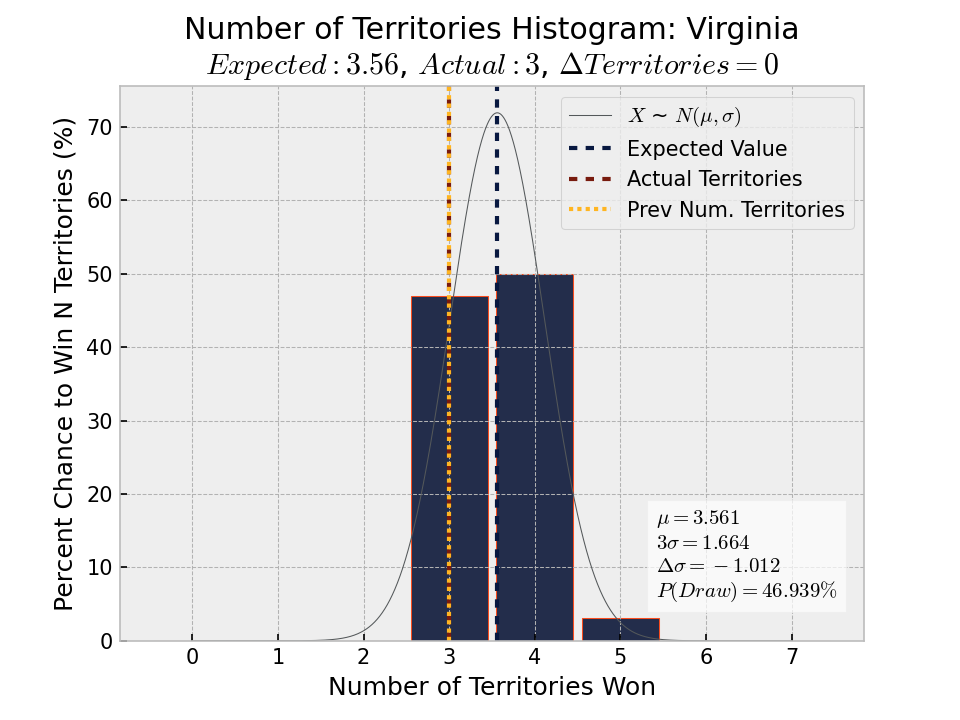 Number of Territories Histogram: Virginia
Expected : 3.56, Actual : 3, ΔTerritories = 0
Percent Chance to Win N Territories (%)
70
60
50
40
30
20
10
0
X ∼ N(μ, σ)
Expected Value
Actual Territories
Prev Num. Territories
μ = 3.561
3σ = 1.664
Δσ = − 1.012
P(Draw) = 46.939%
0 1 2 3 4 5 6 7
Number of Territories Won